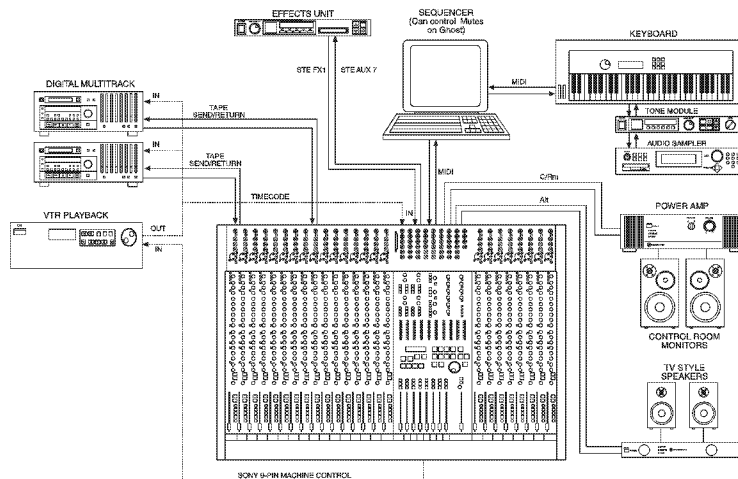 EFFECTS UNIT
SEQUENCER
(Can control Mutes
on Ghost)
KEYBOARD
STE FX1
STE AUX 7
MIDI
DIGITAL MULTITRACK
IN
TAPE
SEND/RETURN
TONE MODULE
AUDIO SAMPLER
IN
TAPE
SEND/RETURN
MIDI
C/Rm
TIMECODE
IN
Alt
POWER AMP
VTR PLAYBACK
OUT
IN
CONTROL ROOM
MONITORS
TV STYLE
SPEAKERS
SONY 9-PIN MACHINE CONTROL